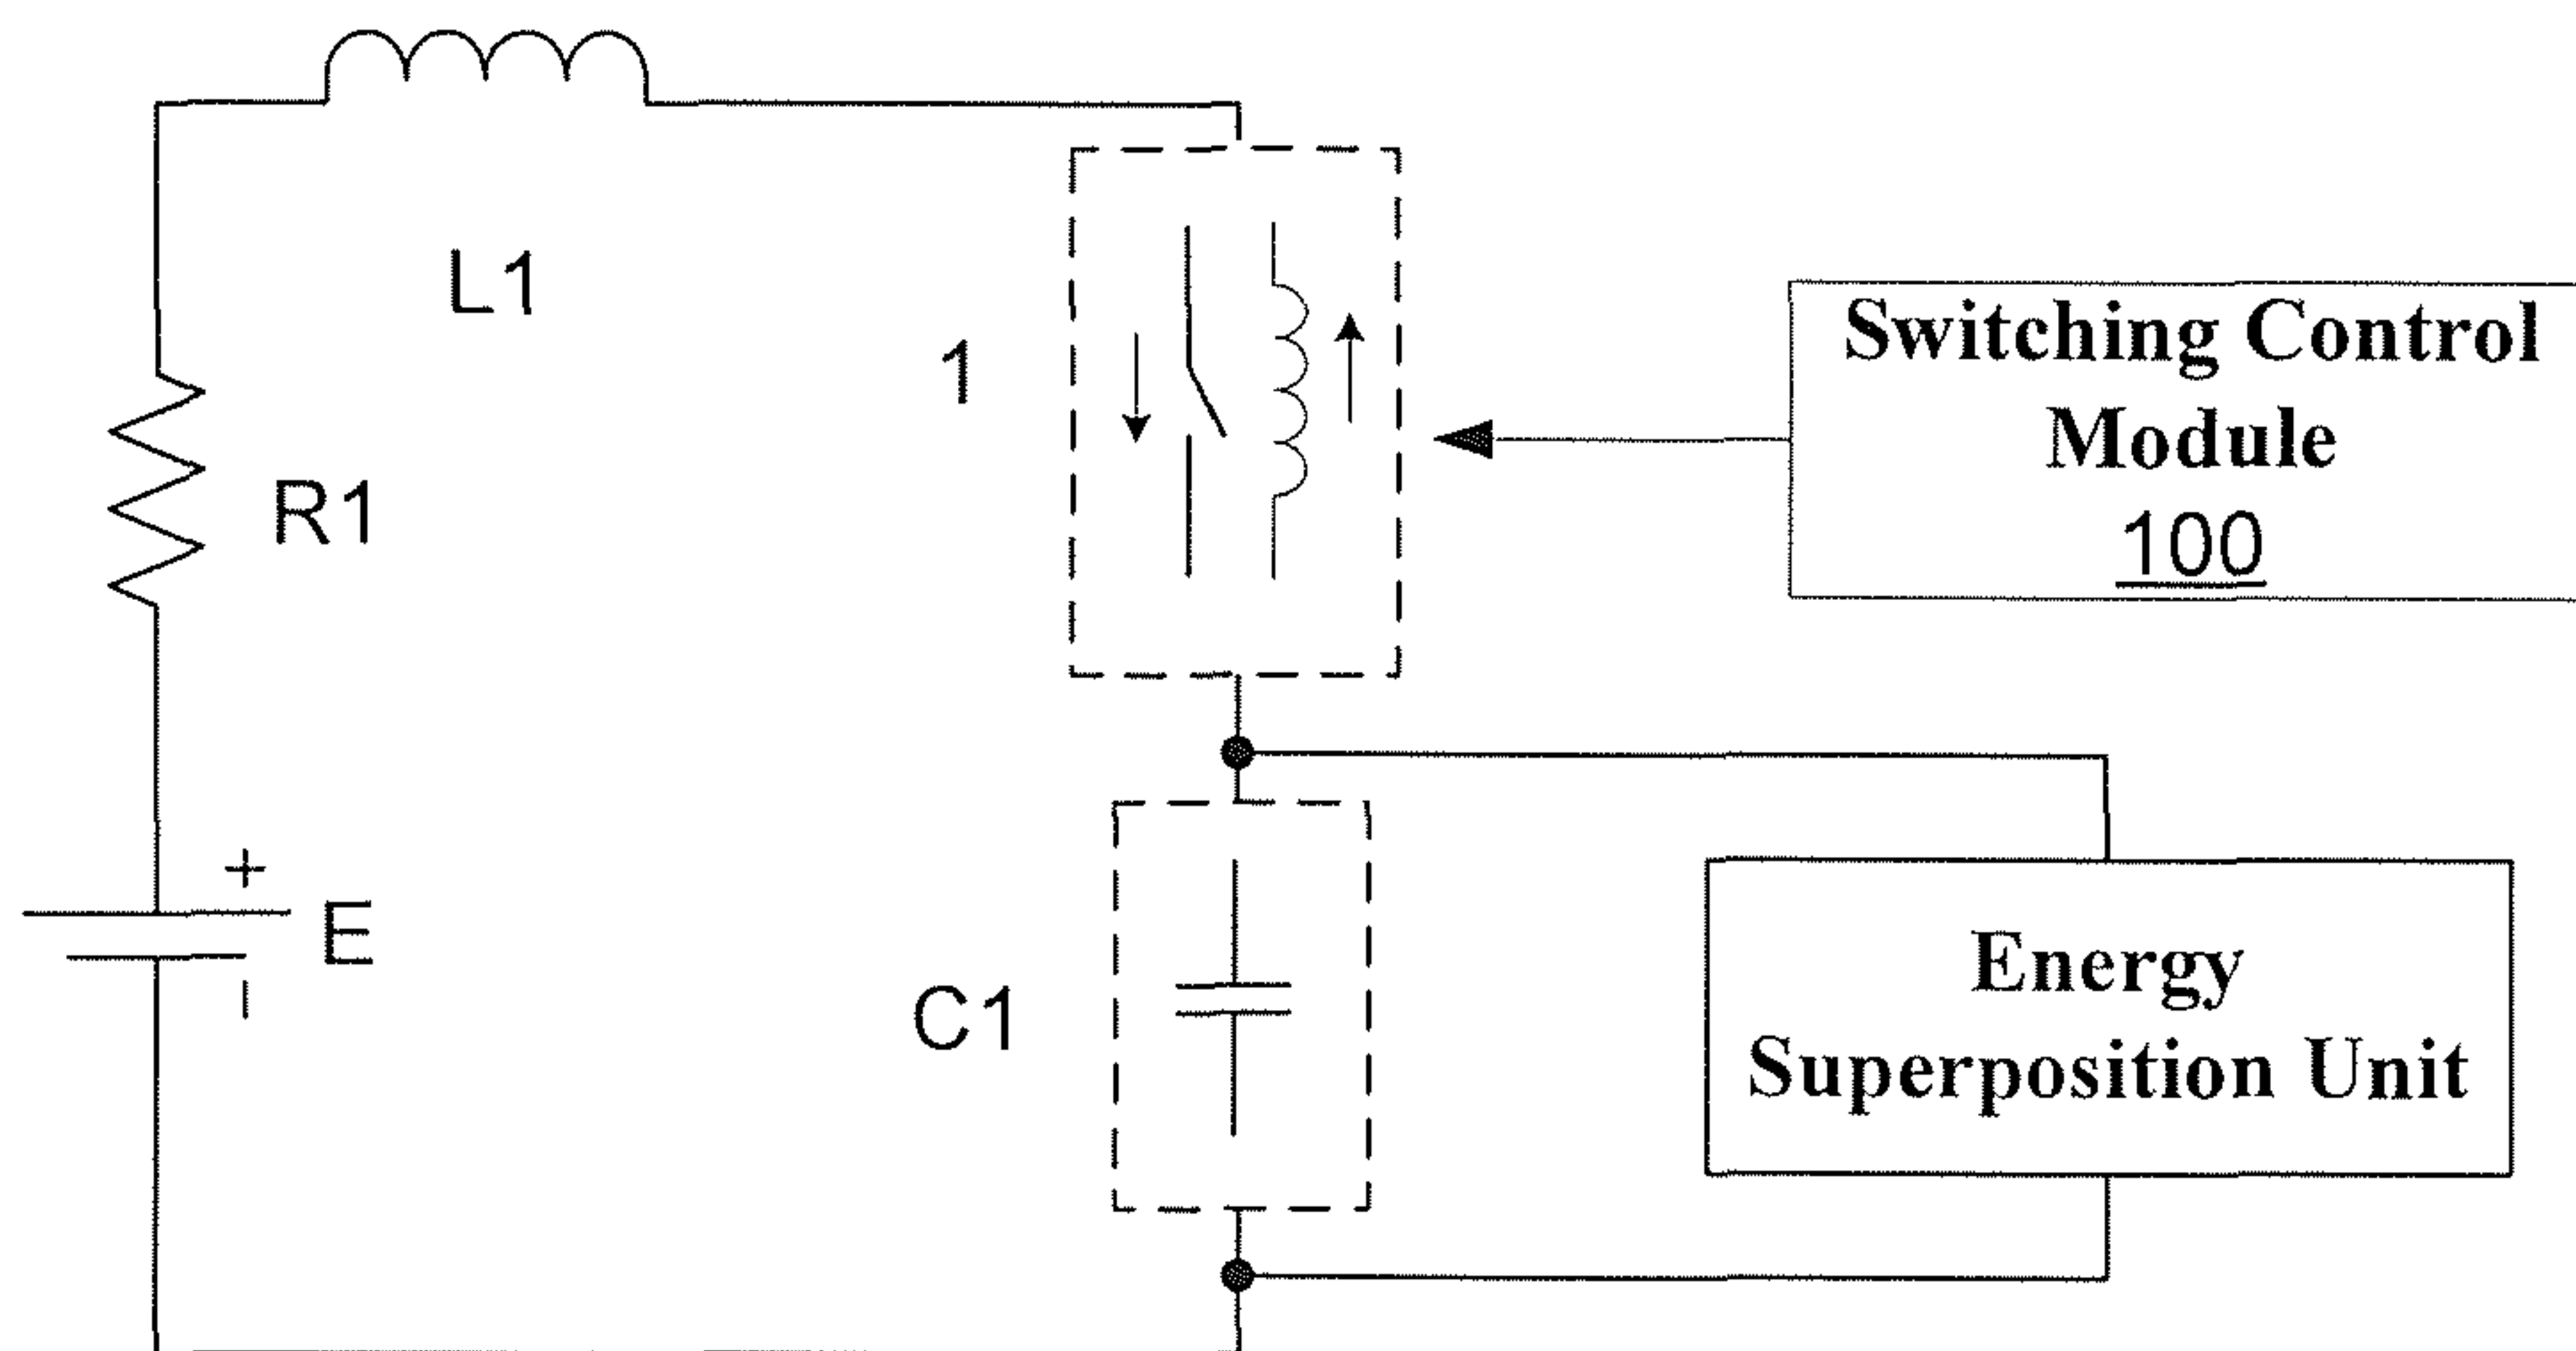 L1
1
Switching Control
Module
100
R1
+
E
-
C1
Energy
Superposition Unit